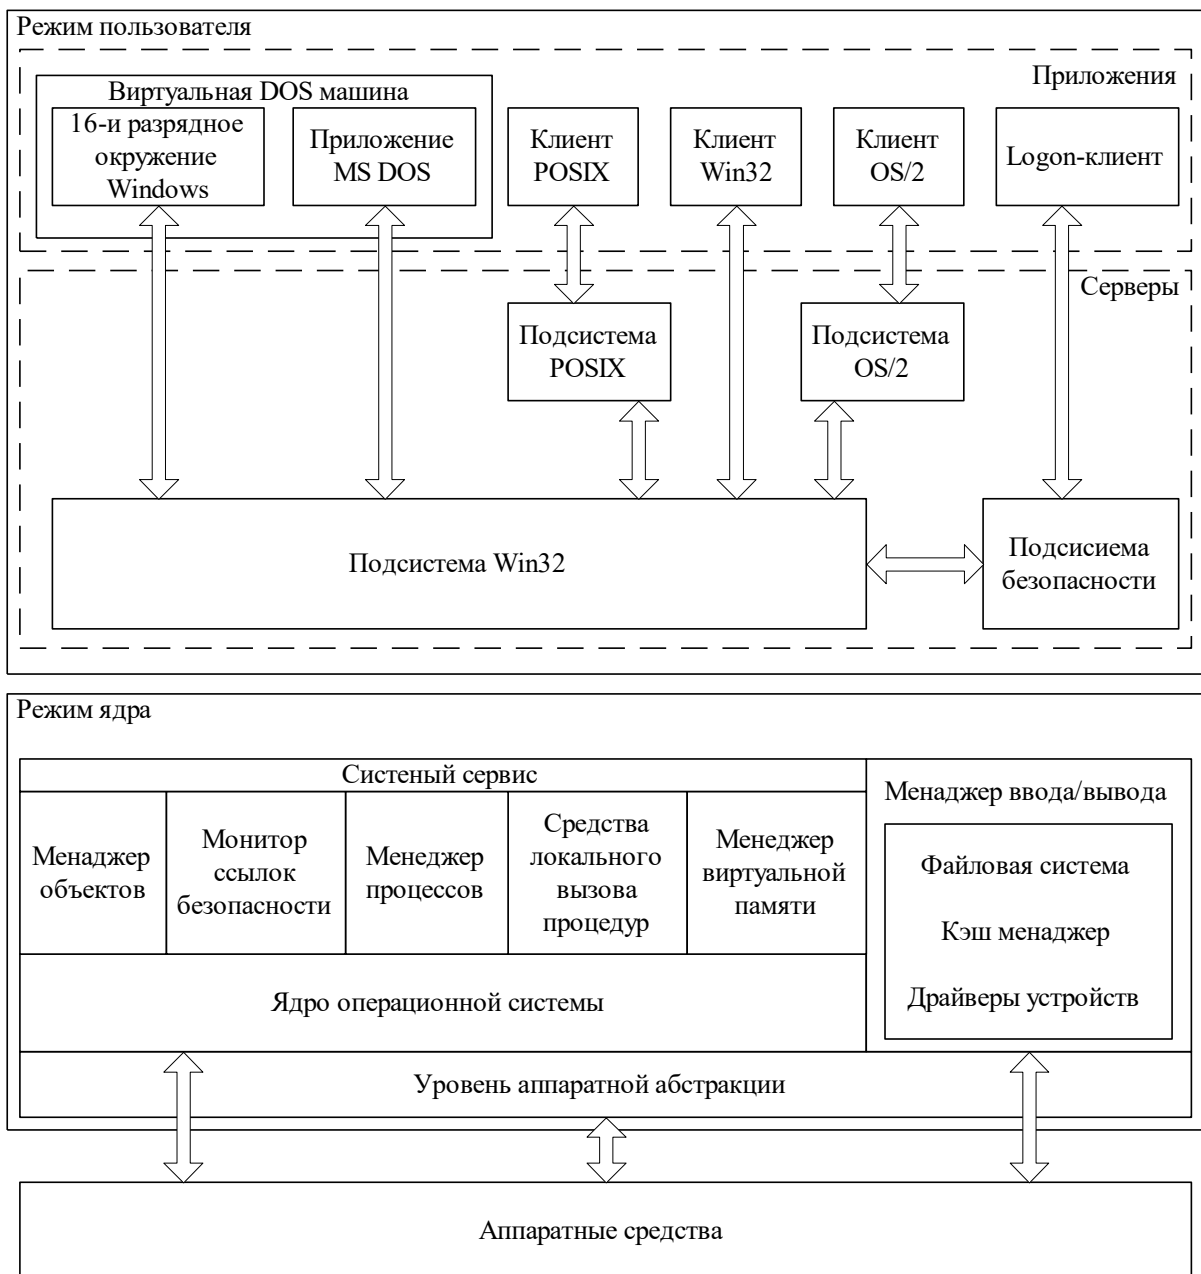 Режим пользователя
Приложения
Виртуальная DOS машина
16-и разрядное
окружение
Windows
Приложение
MS DOS
Клиент
POSIX
Клиент
Win32
Клиент
OS/2
Logon-клиент
Серверы
Подсистема
POSIX
Подсистема
OS/2
Подсистема Win32
Подсисиема
безопасности
Режим ядра
Систеный сервис
Менаджер ввода/вывода
Менаджер
объектов
Монитор
ссылок
безопасности
Менеджер
процессов
Средства
локального
вызова
процедур
Менеджер
виртуальной
памяти
Файловая система
Кэш менаджер
Драйверы устройств
Ядро операционной системы
Уровень аппаратной абстракции
Аппаратные средства